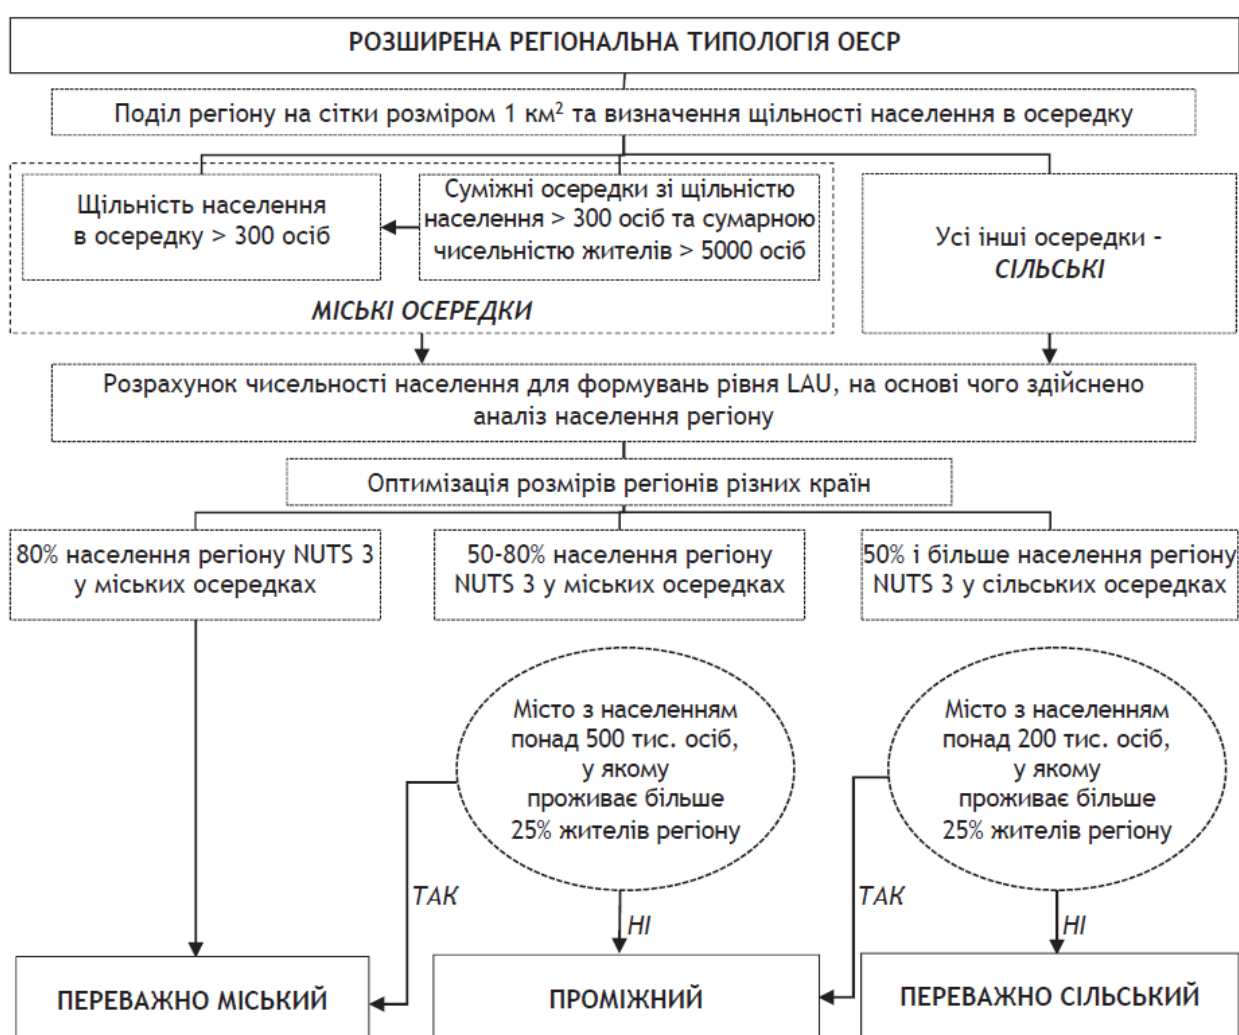 РОЗШИРЕНА РЕГІОНАЛЬНА ТИПОЛОГІЯ ОЕСР
Поділ регіону на сітки розміром 1 км² та визначення щільності населення в осередку
Щільність населення
в осередку > 300 осіб
Суміжні осередки зі щільністю
населення > 300 осіб та сумарною
чисельністю жителів > 5000 осіб
МІСЬКІ ОСЕРЕДКИ
Усі інші осередки –
СІЛЬСЬКІ
Розрахунок чисельності населення для формувань рівня LAU, на основі чого здійснено
аналіз населення регіону
Оптимізація розмірів регіонів різних країн
80% населення регіону NUTS 3
у міських осередках
50-80% населення регіону
NUTS 3 у міських осередках
50% і більше населення регіону
NUTS 3 у сільських осередках
Місто з населенням
понад 500 тис. осіб,
у якому
проживає більше
25% жителів регіону
Місто з населенням
понад 200 тис. осіб,
у якому
проживає більше
25% жителів регіону
ТАК
НІ
ТАК
НІ
ПЕРЕВАЖНО МІСЬКИЙ
ПРОМІЖНИЙ
ПЕРЕВАЖНО СІЛЬСЬКИЙ